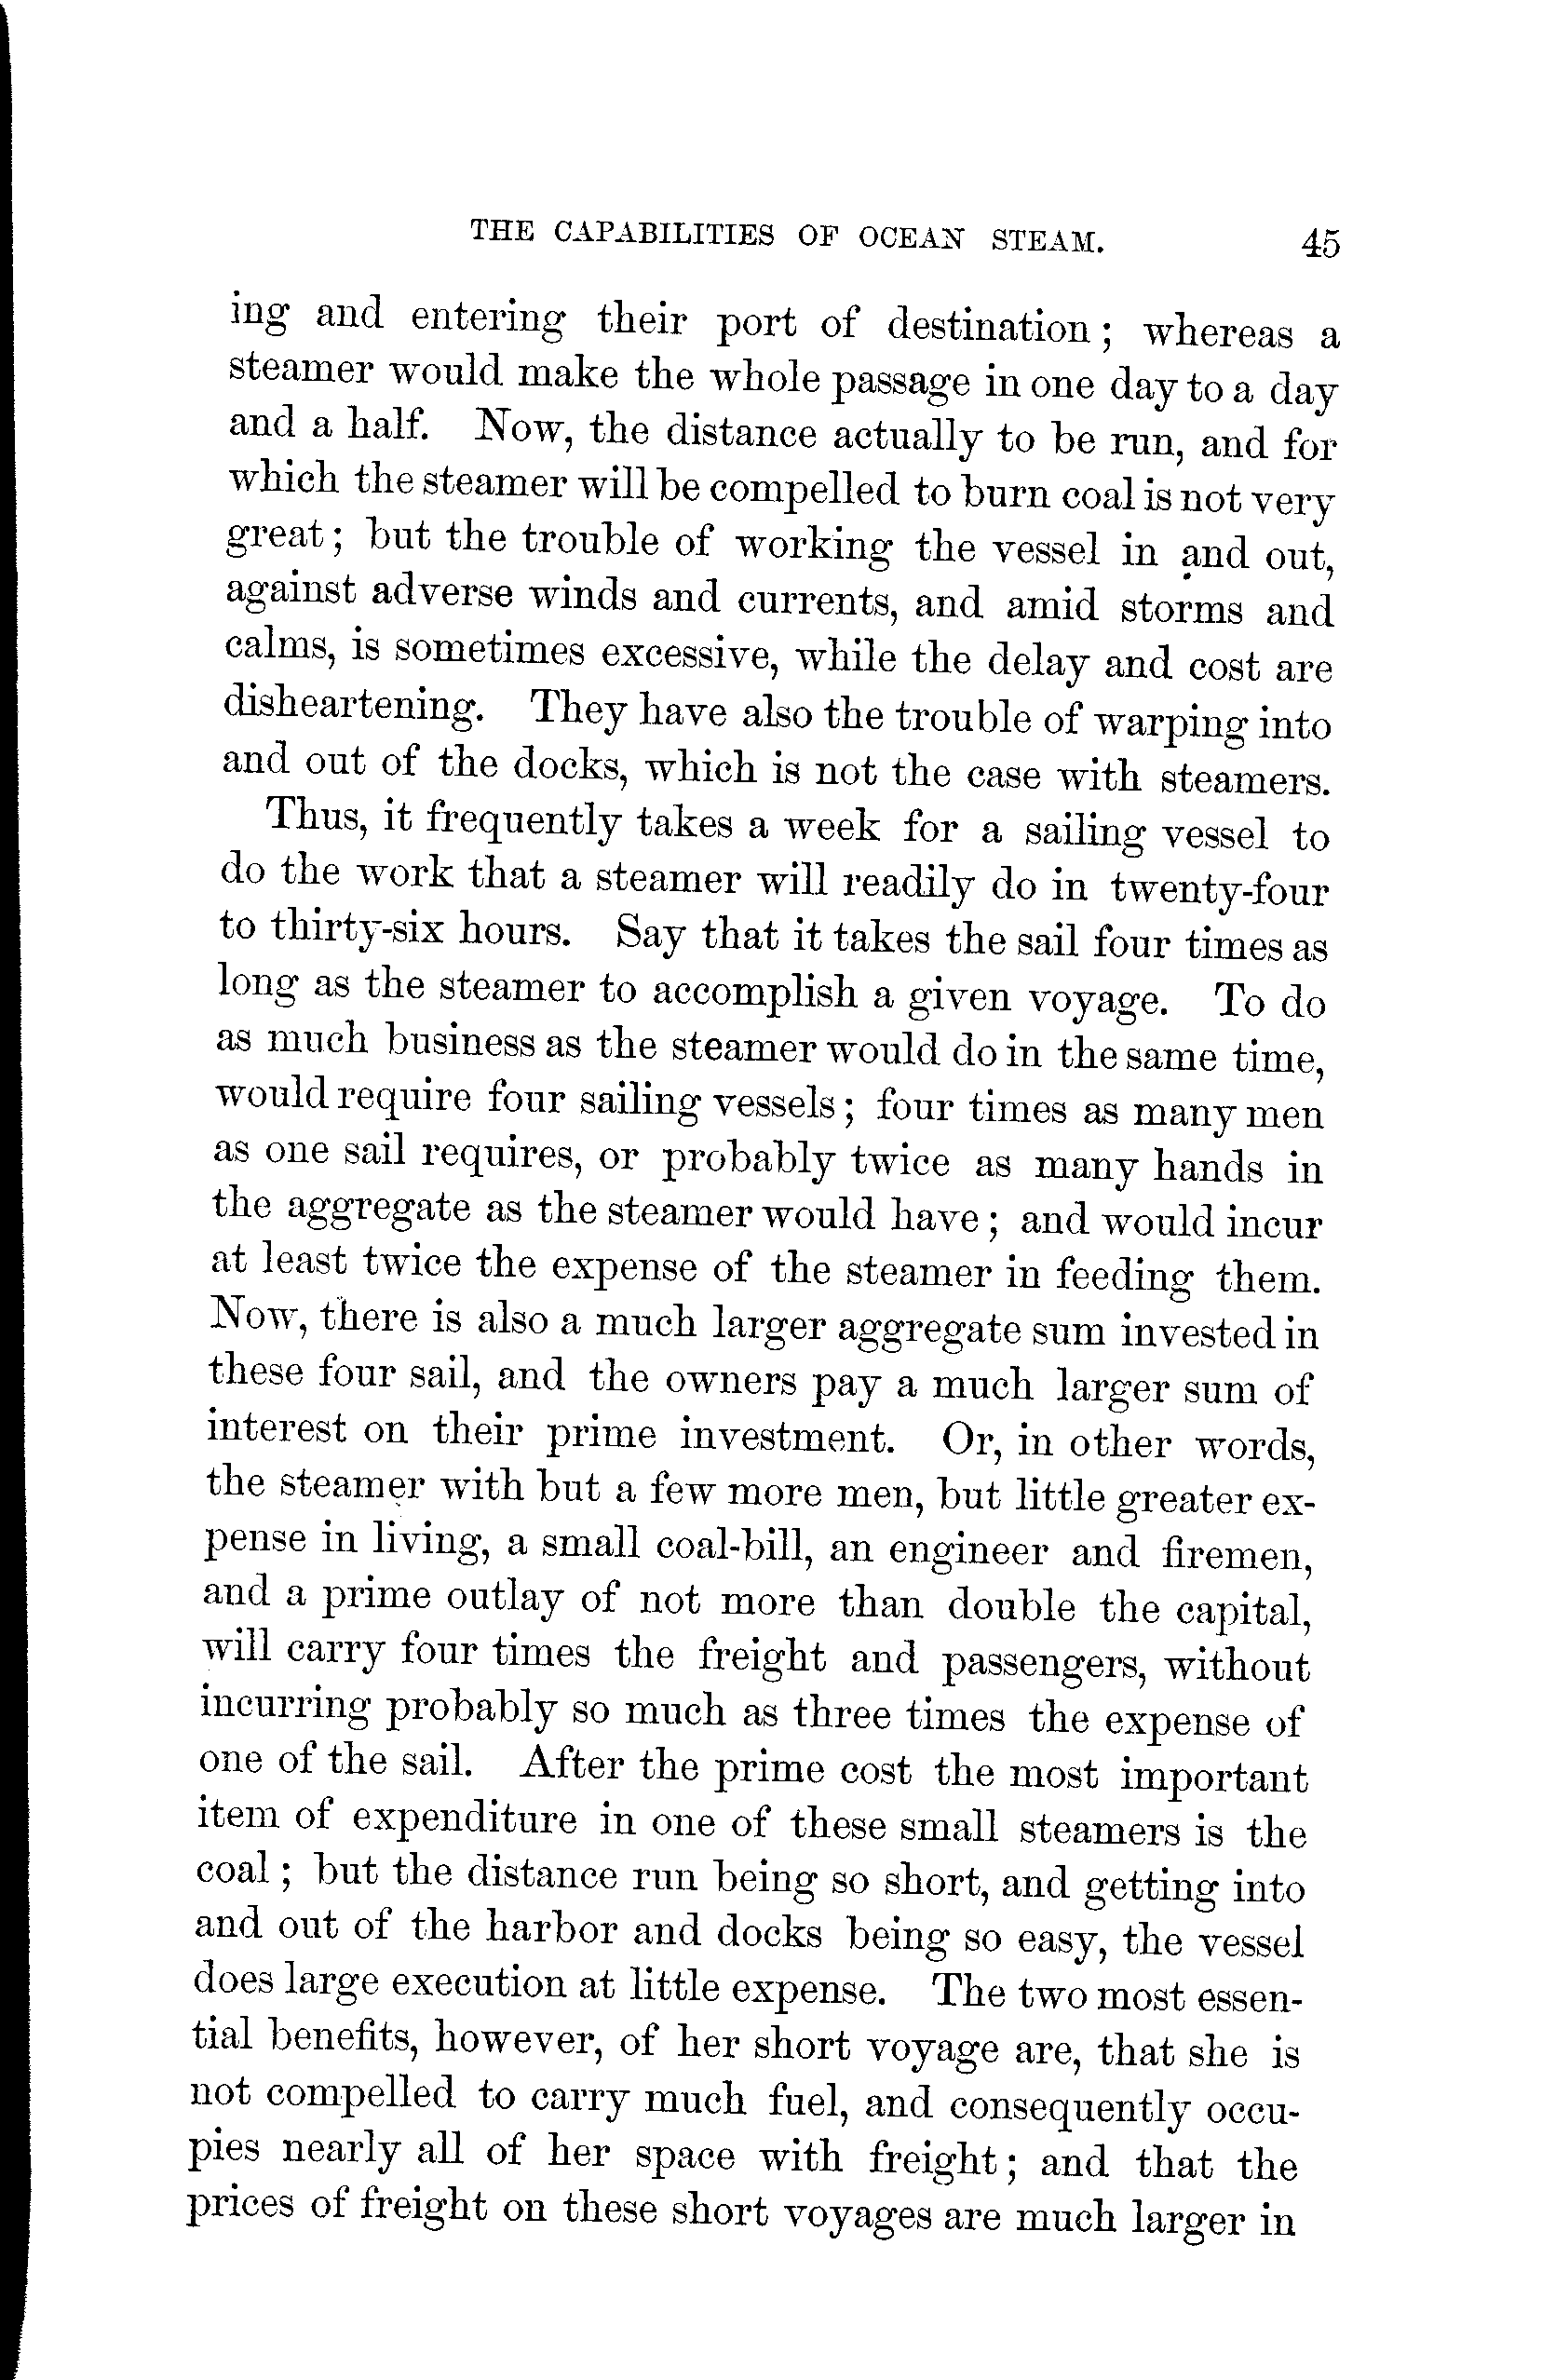 THE CAPABILITIES OF OCEAN STEAM. 45
ing and entering their port of destination; whereas a
steamer would make the whole passage in one day to a day
and a half. Now, the distance actually to be run, and for
which the steamer will be compelled to burn coal is not very
great; but the trouble of working the vessel in and out,
against adverse winds and currents, and amid storms and
calms, is sometimes excessive, while the delay and cost are
disheartening. They have also the trouble of warping into
and out of the docks, which is not the case with steamers.
Thus, it frequently takes a week for a sailing vessel to
do the work that a steamer will readily do in twenty-four
to thirty-six hours. Say that it takes the sail four times as
long as the steamer to accomplish a given voyage. To do
as much business as the steamer would do in the same time,
would require four sailing vessels; four times as many men
as one sail requires, or probably twice as many hands in
the aggregate as the steamer would have; and would incur
at least twice the expense of the steamer in feeding them.
Now, there is also a much larger aggregate sum invested in
these four sail, and the owners pay a much larger sum of
interest on their prime investment. Or, in other words,
the steamer with but a few more men, but little greater ex-
pense in living, a small coal-bill, an engineer and firemen,
and a prime outlay of not more than double the capital,
will carry four times the freight and passengers, without
incurring probably so much as three times the expense of
one of the sail. After the prime cost the most important
item of expenditure in one of these small steamers is the
coal; but the distance run being so short, and getting into
and out of the harbor and docks being so easy, the vessel
does large execution at little expense. The two most essen-
tial benefits, however, of her short voyage are, that she is
not compelled to carry much fuel, and consequently occu-
pies nearly all of her space with freight; and that the
prices of freight on these short voyages are much larger in